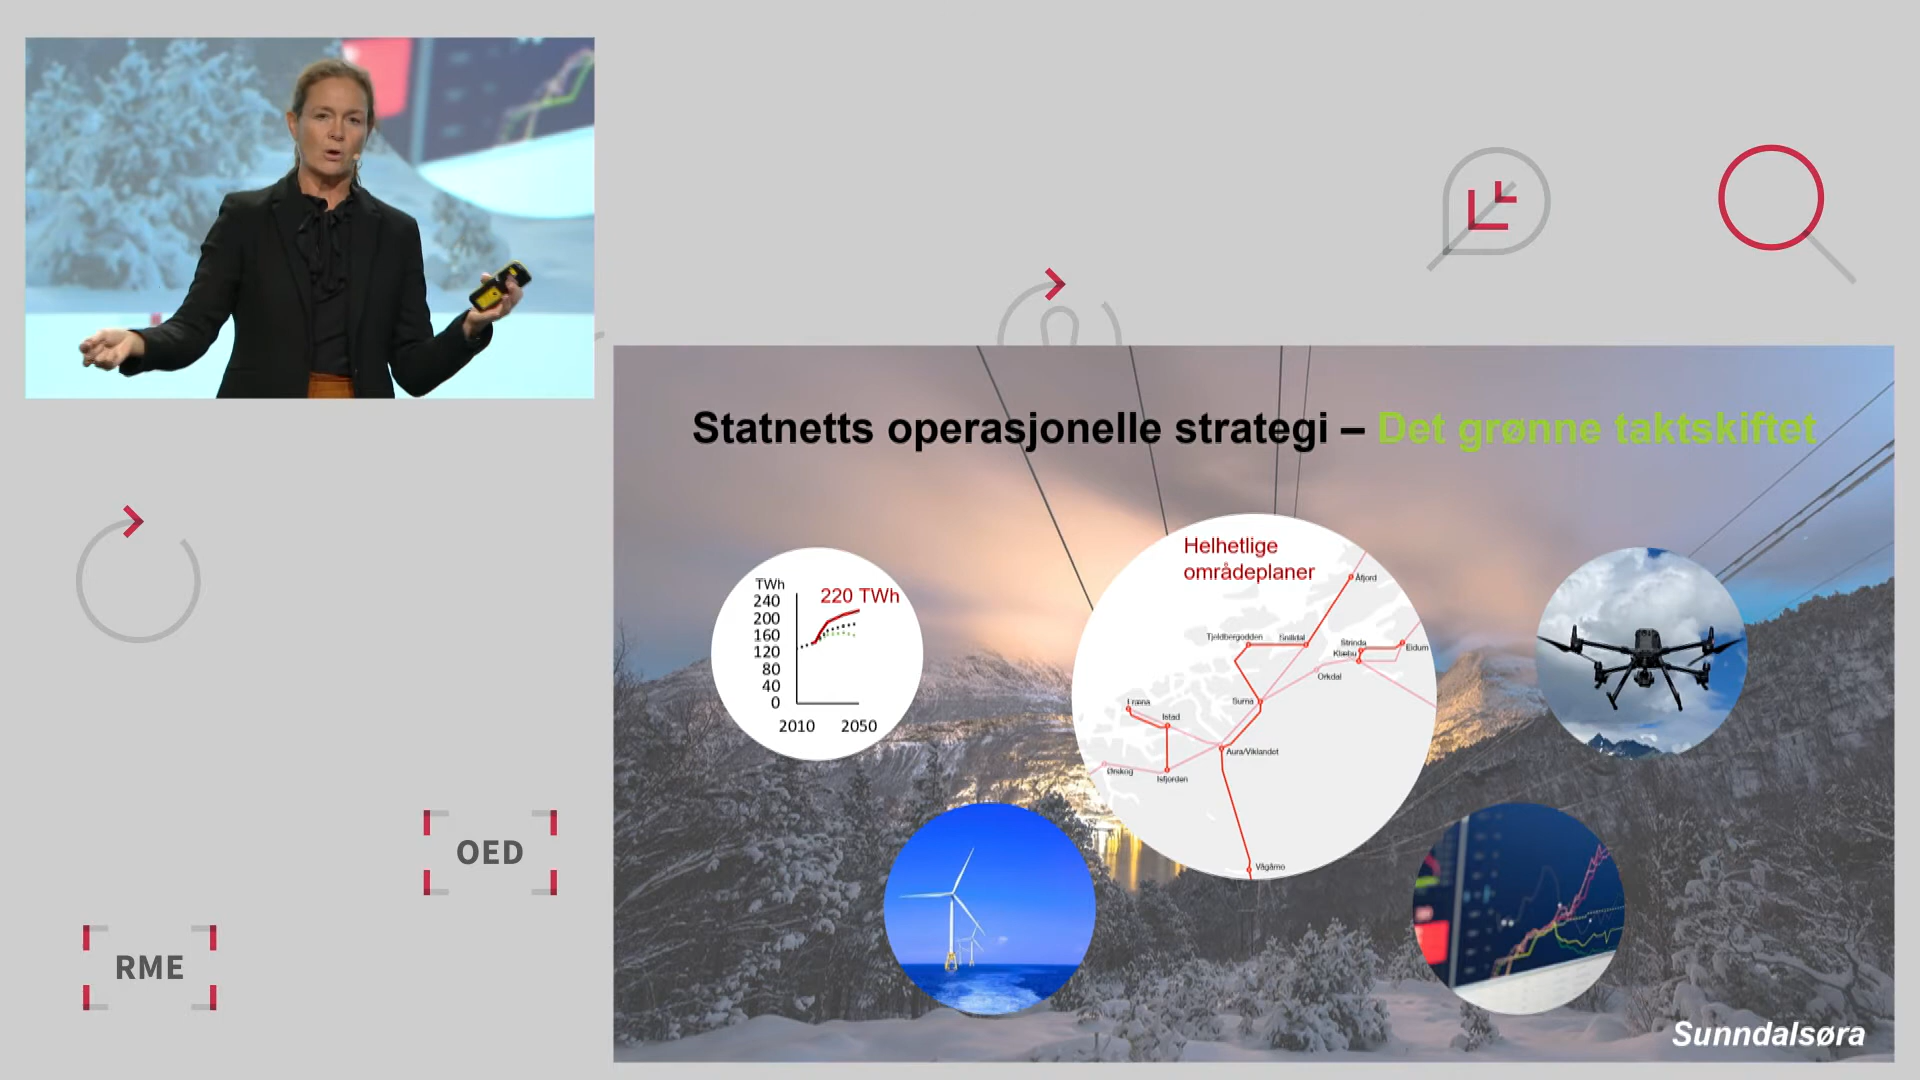 Statnetts operasjonelle strategi – Det grønne taktskiftet
TWh
240
200
160
120
80
40
0
220 TWh
2010
2050
Helhetlige
områdeplaner
Åfjord
Tjeldbergodden
Snilldal
Strinda
Klæbu
Eidum
Orkdal
Surna
Fræna
Istad
Aura/Viklandet
Ørskog
Isfjorden
Vågåmo
Sunndalsøra
OED
RME